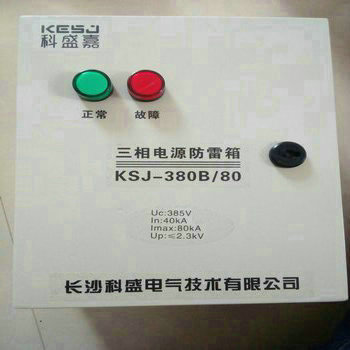 KESJ
科盛嘉
正常 故障
三相电源防雷箱
KSJ-380B/80
Uc:385V
In:40kA
Imax:80kA
Up:≤2.3kV
长沙科盛电气技术有限公司